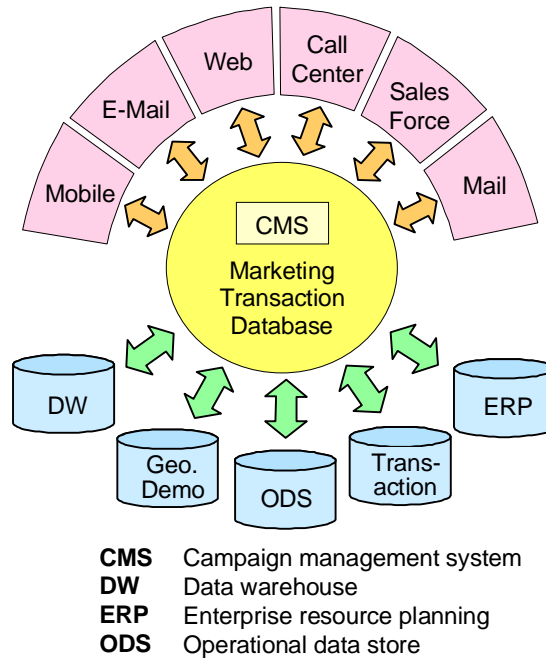 Mobile
E-Mail
Web
Call
Center
Sales
Force
Mail
CMS
Marketing
Transaction
Database
DW
Geo.
Demo
ODS
Trans-
action
ERP
CMS Campaign management system
DW Data warehouse
ERP Enterprise resource planning
ODS Operational data store